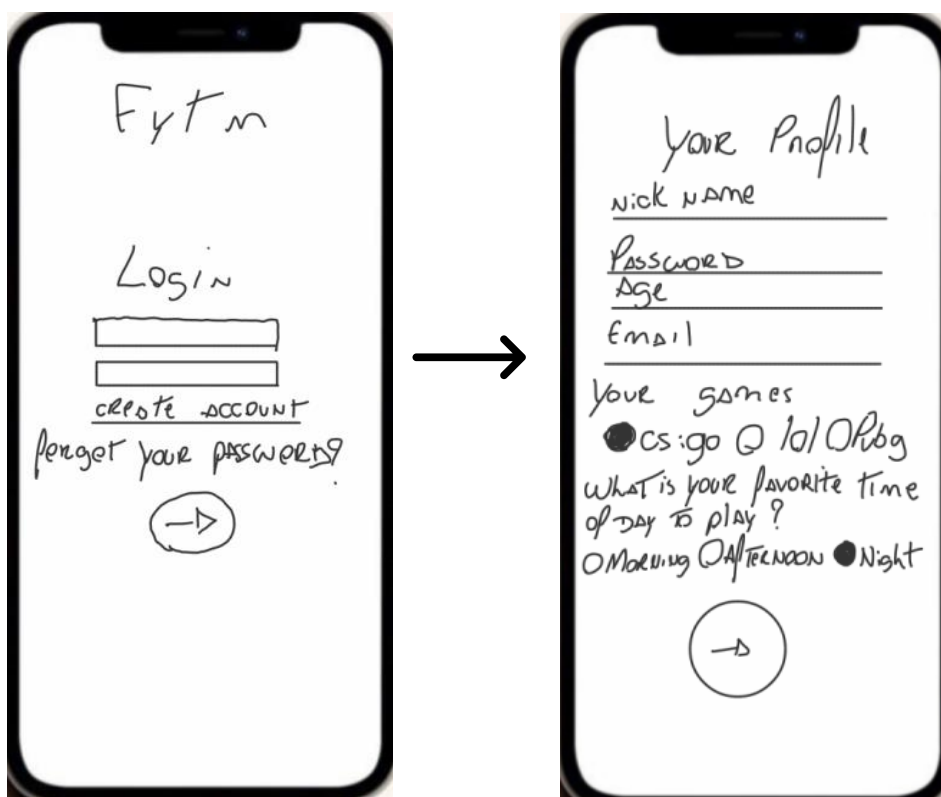 Fytm
Login
create account
forget your passwerds?
Your Profile
Nick name
Password
Age
Email
Your games
cs:go lol Pubg
What is your favorite time
of day to play?
Morning Afternoon Night